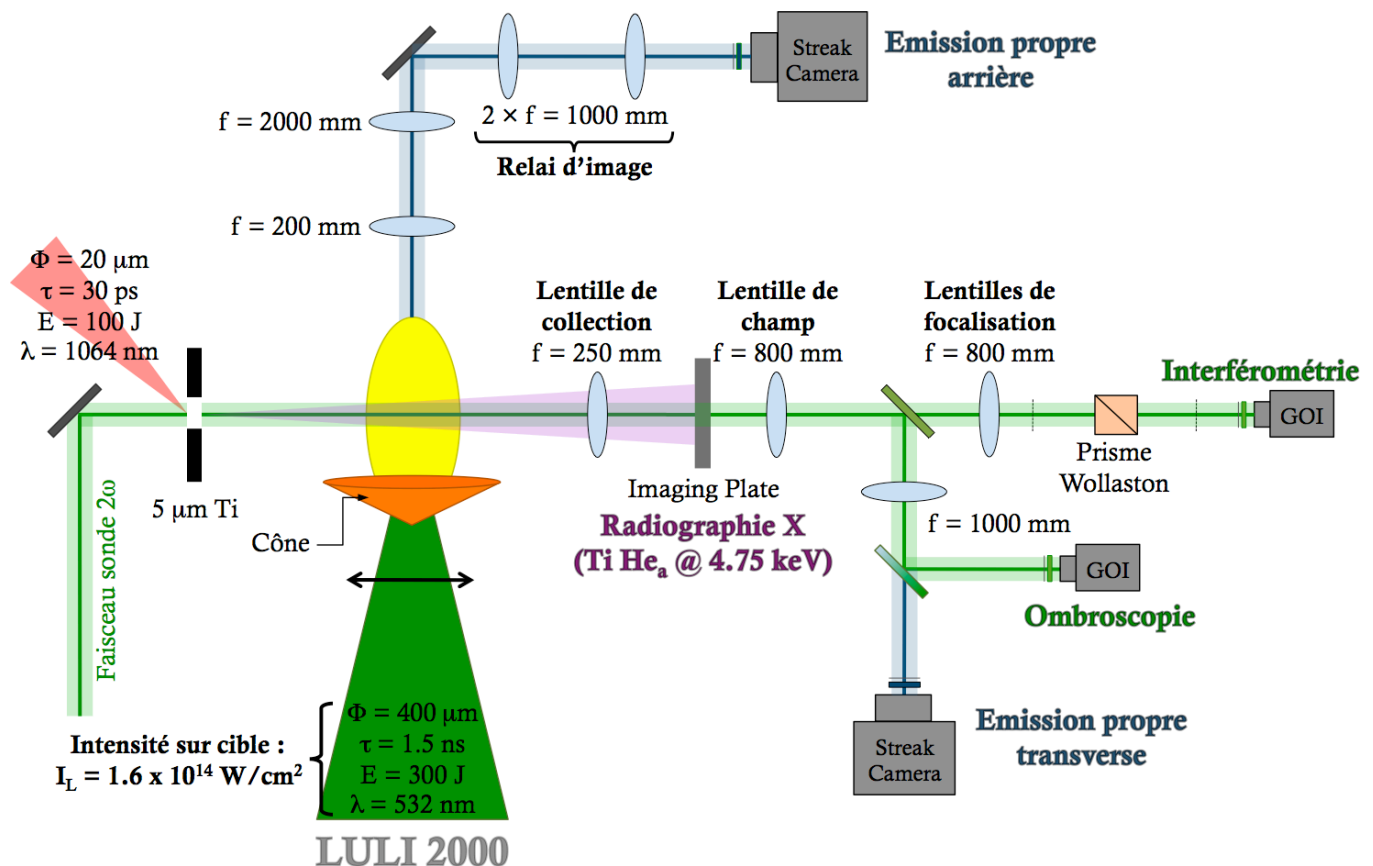 Streak
Camera
Emission propre
arrière
f = 2000 mm
2 × f = 1000 mm
Relai d’image
f = 200 mm
Φ = 20 μm
τ = 30 ps
E = 100 J
λ = 1064 nm
Lentille de
collection
f = 250 mm
Lentille de
champ
f = 800 mm
Lentilles de
focalisation
f = 800 mm
Interférométrie
GOI
Prisme
Wollaston
5 μm Ti
Imaging Plate
Radiographie X
(Ti Heₐ @ 4.75 keV)
Cône
f = 1000 mm
GOI
Ombroscopie
Faisceau sonde 2ω
Emission propre
transverse
Streak
Camera
Intensité sur cible :
I_L = 1.6 x 10¹⁴ W/cm²
Φ = 400 μm
τ = 1.5 ns
E = 300 J
λ = 532 nm
LULI 2000